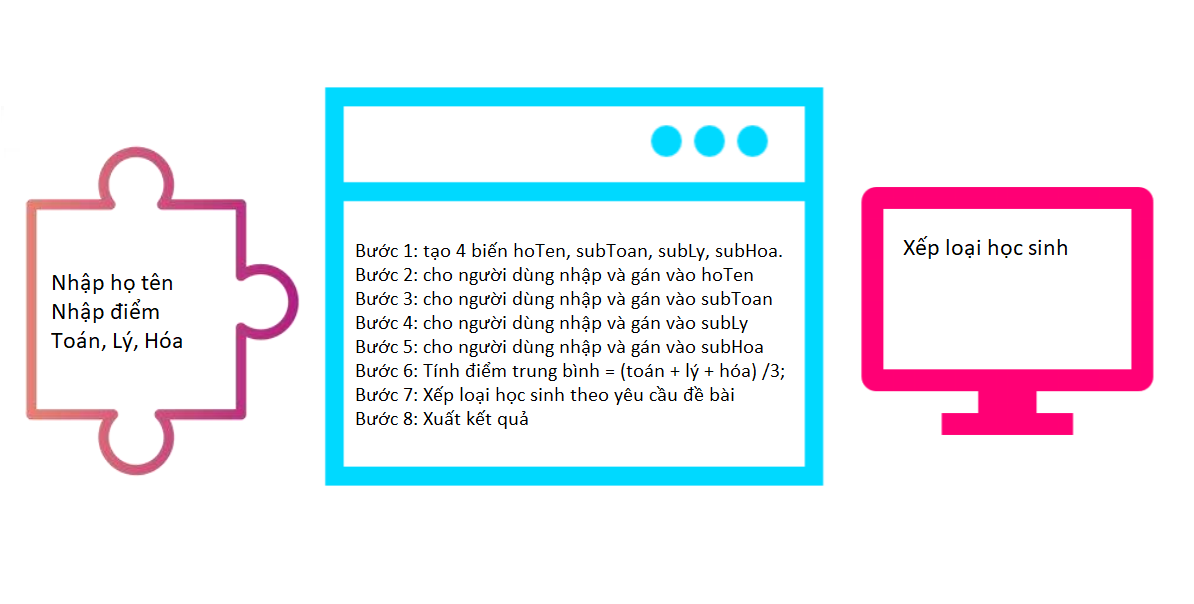 Nhập họ tên
Nhập điểm
Toán, Lý, Hóa
Bước 1: tạo 4 biến hoTen, subToan, subLy, subHoa.
Bước 2: cho người dùng nhập và gán vào hoTen
Bước 3: cho người dùng nhập và gán vào subToan
Bước 4: cho người dùng nhập và gán vào subLy
Bước 5: cho người dùng nhập và gán vào subHoa
Bước 6: Tính điểm trung bình = (toán + lý + hóa) /3;
Bước 7: Xếp loại học sinh theo yêu cầu đề bài
Bước 8: Xuất kết quả
Xếp loại học sinh